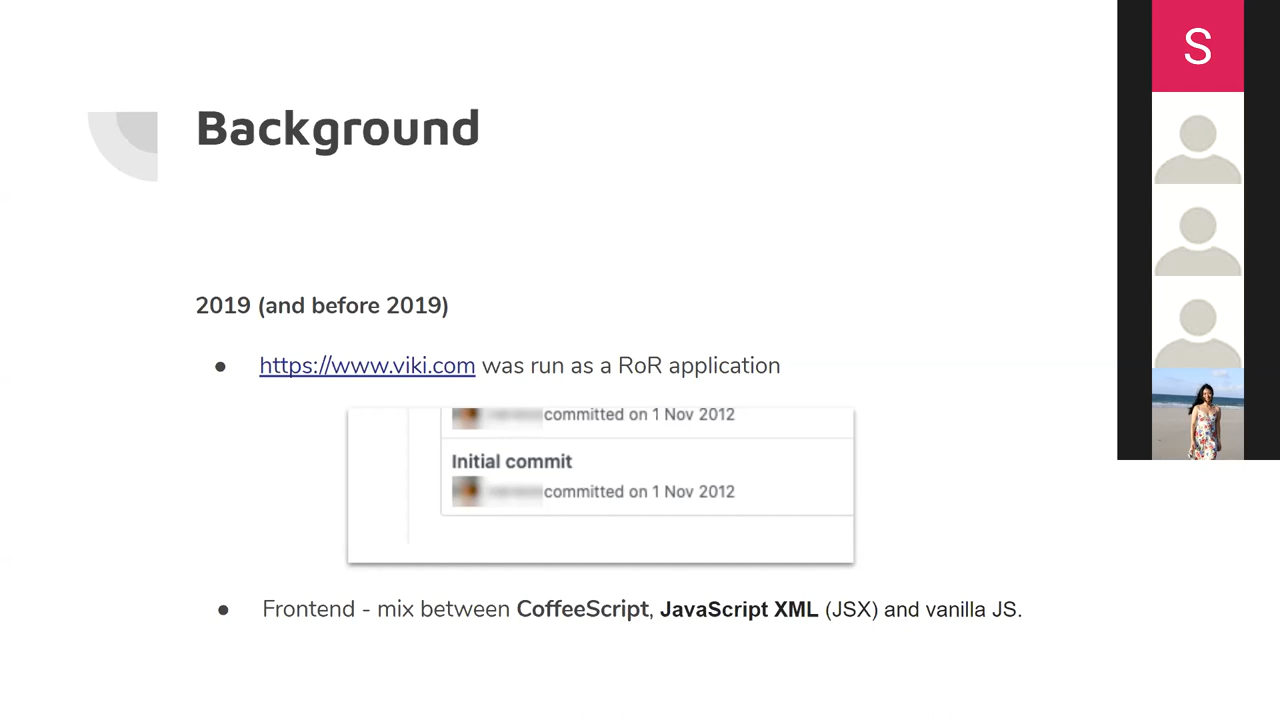 Background
2019 (and before 2019)
● https://www.viki.com was run as a RoR application
committed on 1 Nov 2012
Initial commit
committed on 1 Nov 2012
● Frontend - mix between CoffeeScript, JavaScript XML (JSX) and vanilla JS.
S